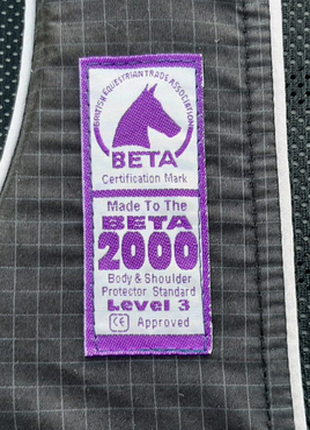 BRITISH EQUESTRIAN TRADE ASSOCIATION
BETA
Certification Mark
Made To The
BETA
2000
Body & Shoulder
Protector Standard
Level 3
CE Approved